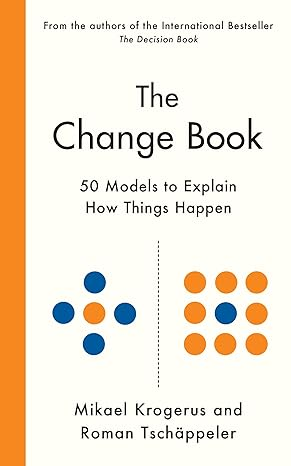 From the authors of the International Bestseller
The Decision Book
The
Change Book
50 Models to Explain
How Things Happen
Mikael Krogerus and
Roman Tschäppeler